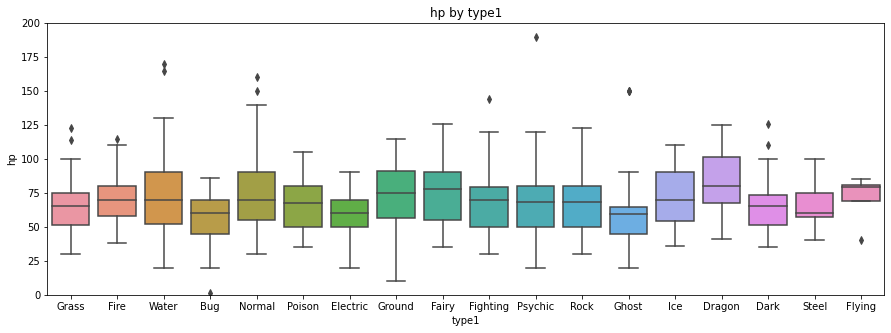 hp by type1
hp
200
175
150
125
100
75
50
25
0
Grass Fire Water Bug Normal Poison Electric Ground Fairy Fighting Psychic Rock Ghost Ice Dragon Dark Steel Flying
type1